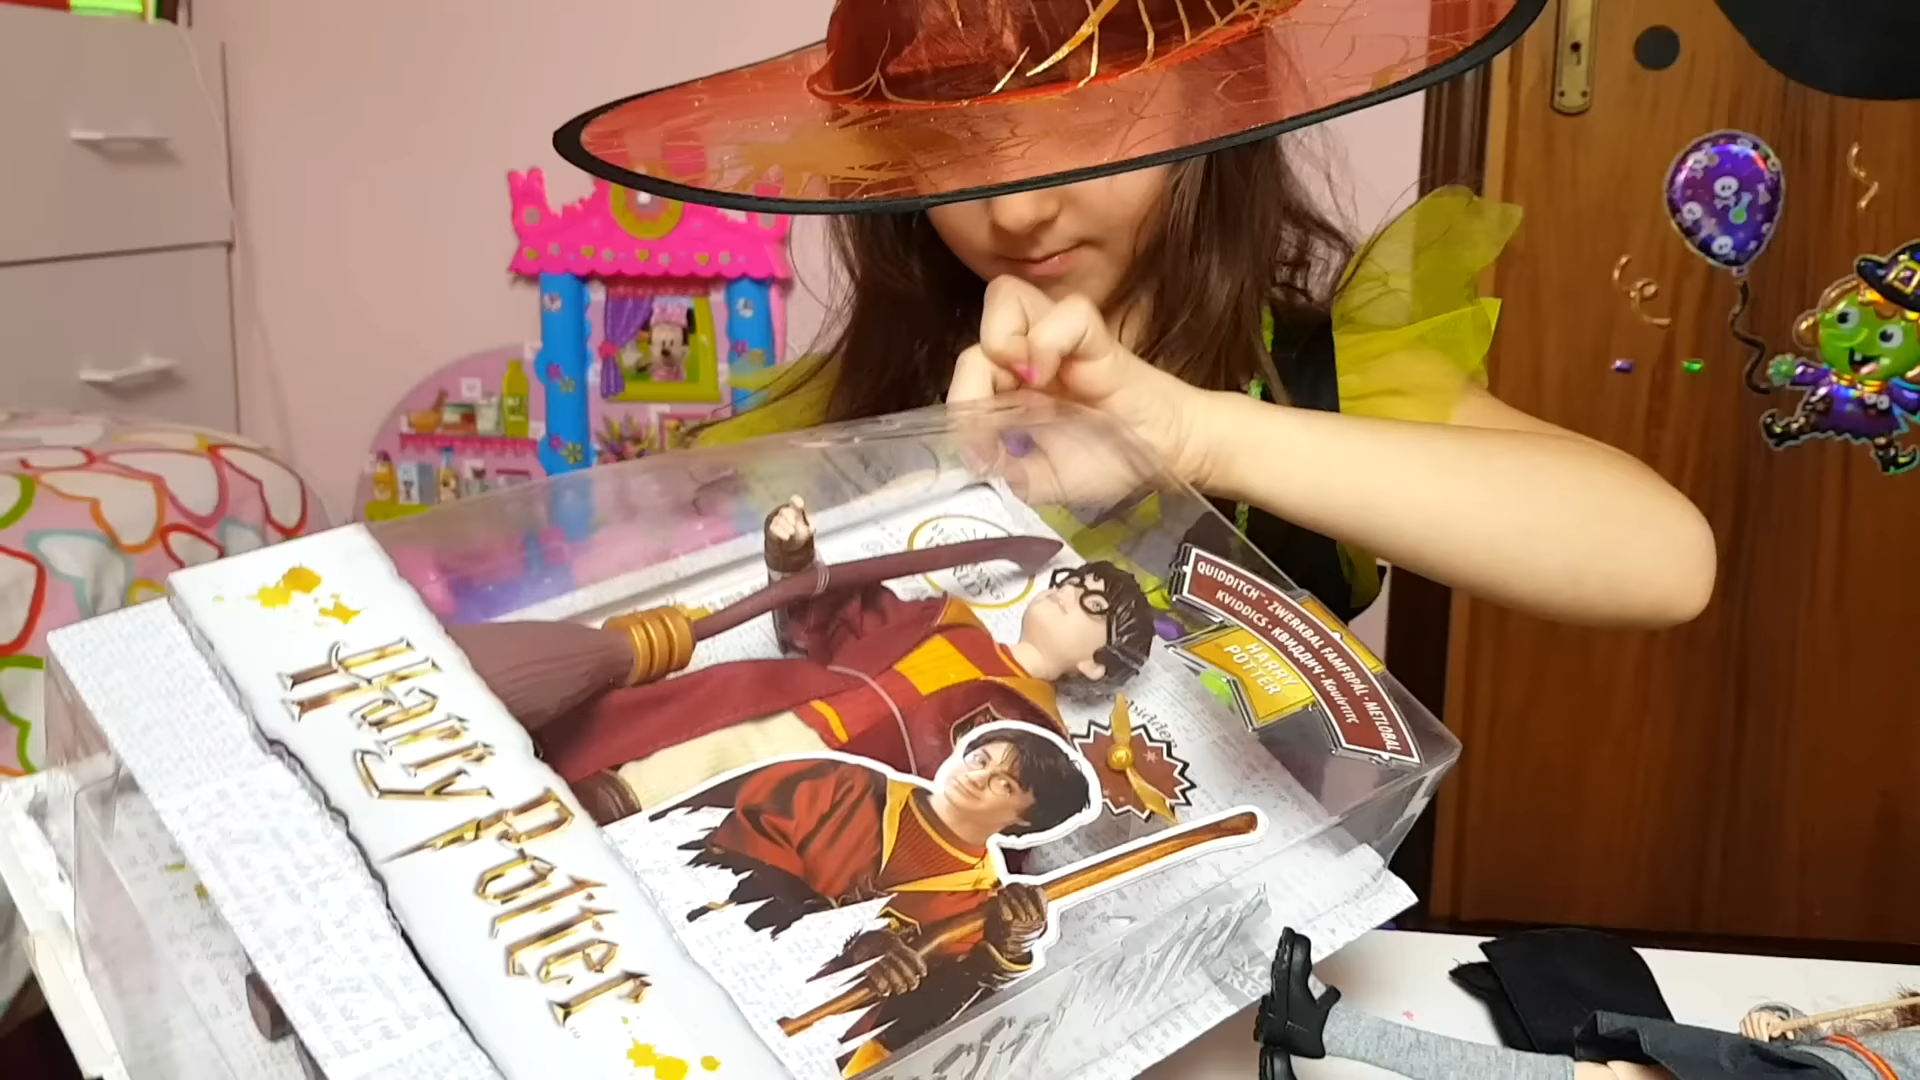 Harry Potter
QUIDDITCH™ · ZWERKBAL FAMFRPÁL · METLOBAL
KVIDDICS · КВИДДИЧ · Κουίντιτς
HARRY
POTTER